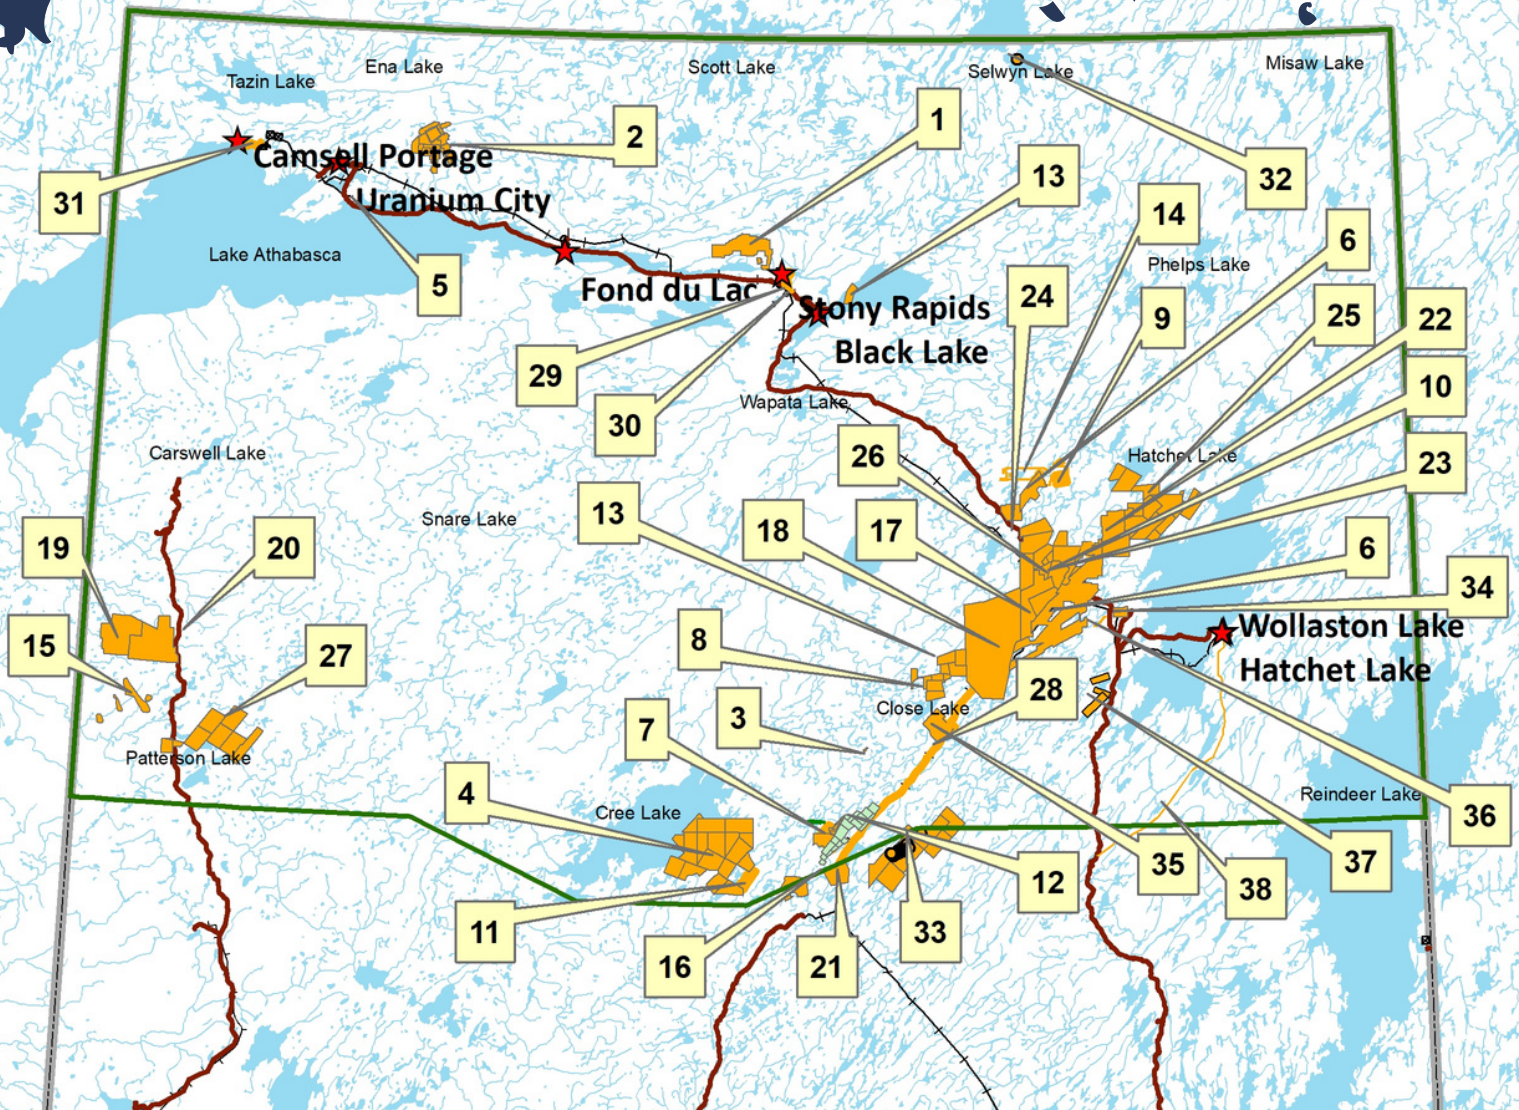 Misaw Lake
Ena Lake
Scott Lake
Selwyn Lake
Tazin Lake
1
2
Camsell Portage
13
32
31
Uranium City
14
6
Lake Athabasca
Phelps Lake
5
Fond du Lac
24
Stony Rapids
9
25
22
Black Lake
29
10
Wapata Lake
30
26
Carswell Lake
Hatchet Lake
23
13
Snare Lake
18
17
19
20
6
34
15
27
8
Wollaston Lake
Hatchet Lake
28
Close Lake
7
3
Patterson Lake
4
Cree Lake
Reindeer Lake
36
35
37
12
38
11
33
16
21